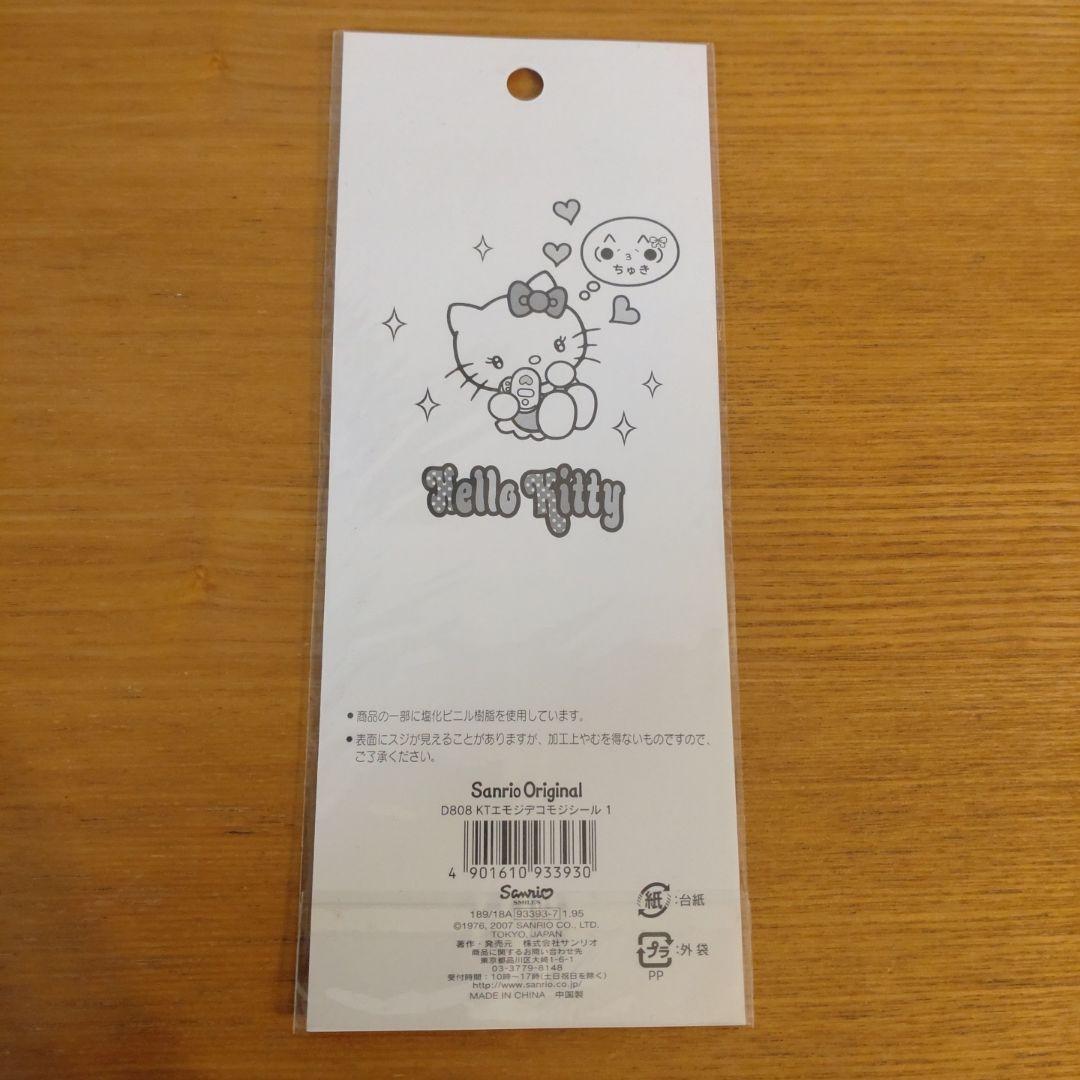 ちゅき
Hello Kitty
●商品の一部に塩化ビニル樹脂を使用しています。
●表面にスジが見えることがありますが、加工上やむを得ないものですので、
ご了承ください。
Sanrio Original
D808 KTエモジデコモジシール 1
4 901610 933930
Sanrio
SMILES
189/18A 93393-7 1.95
©1976, 2007 SANRIO CO., LTD.
TOKYO, JAPAN
著作・発売元 株式会社サンリオ
商品に関するお問い合わせ先
東京都品川区大崎1-6-1
03-3779-8148
受付時間:10時〜17時(土日祝日を除く)
http://www.sanrio.co.jp/
MADE IN CHINA 中国製
紙:台紙
プラ:外袋
PP